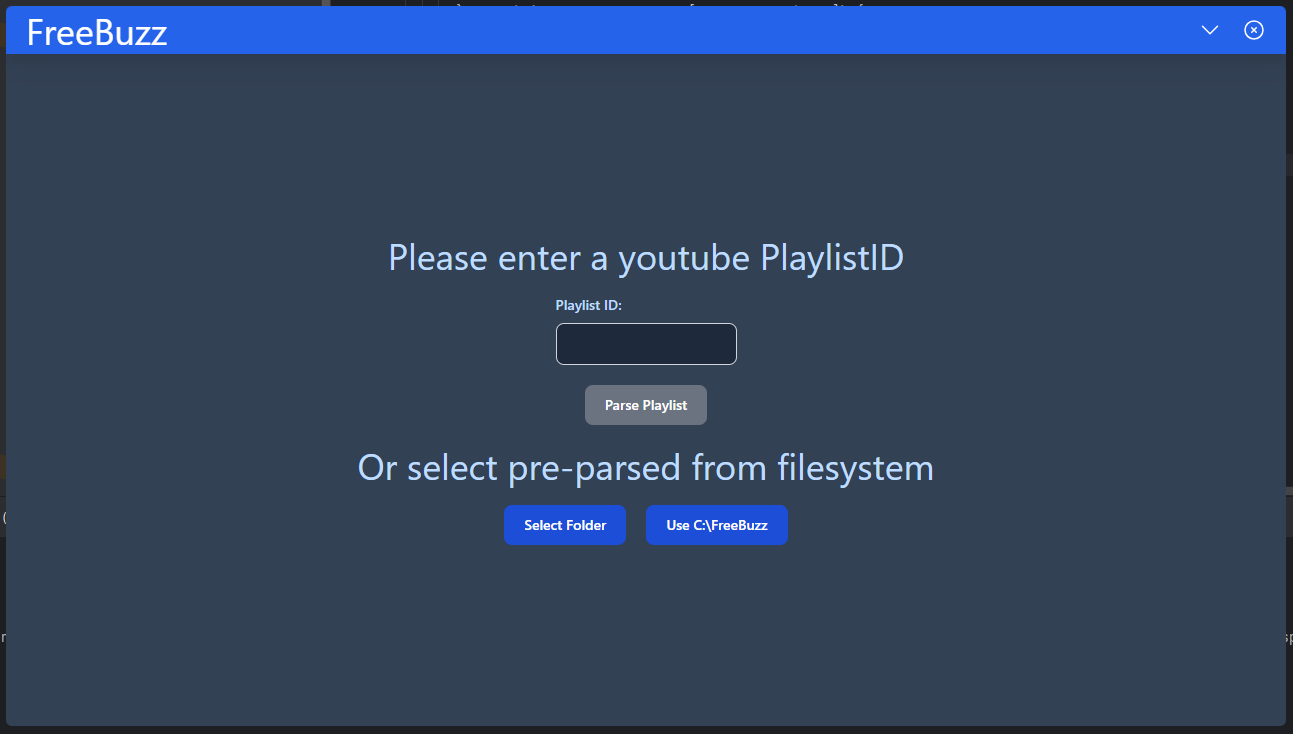 FreeBuzz
Please enter a youtube PlaylistID
Playlist ID:
Parse Playlist
Or select pre-parsed from filesystem
Select Folder
Use C:\FreeBuzz